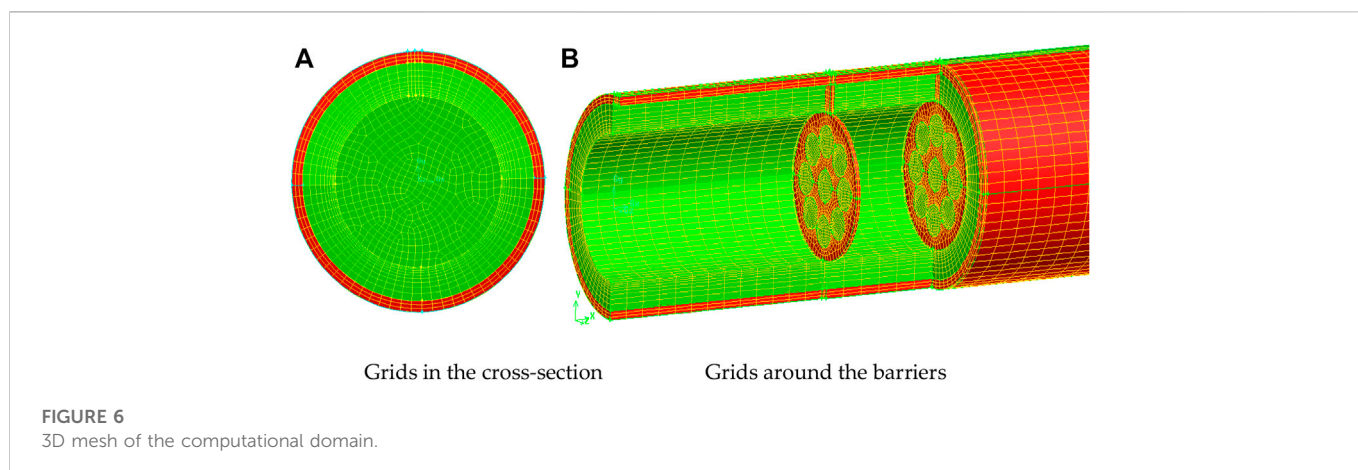 A
B
Y
X
Z
Grids in the cross-section
Grids around the barriers
FIGURE 6
3D mesh of the computational domain.